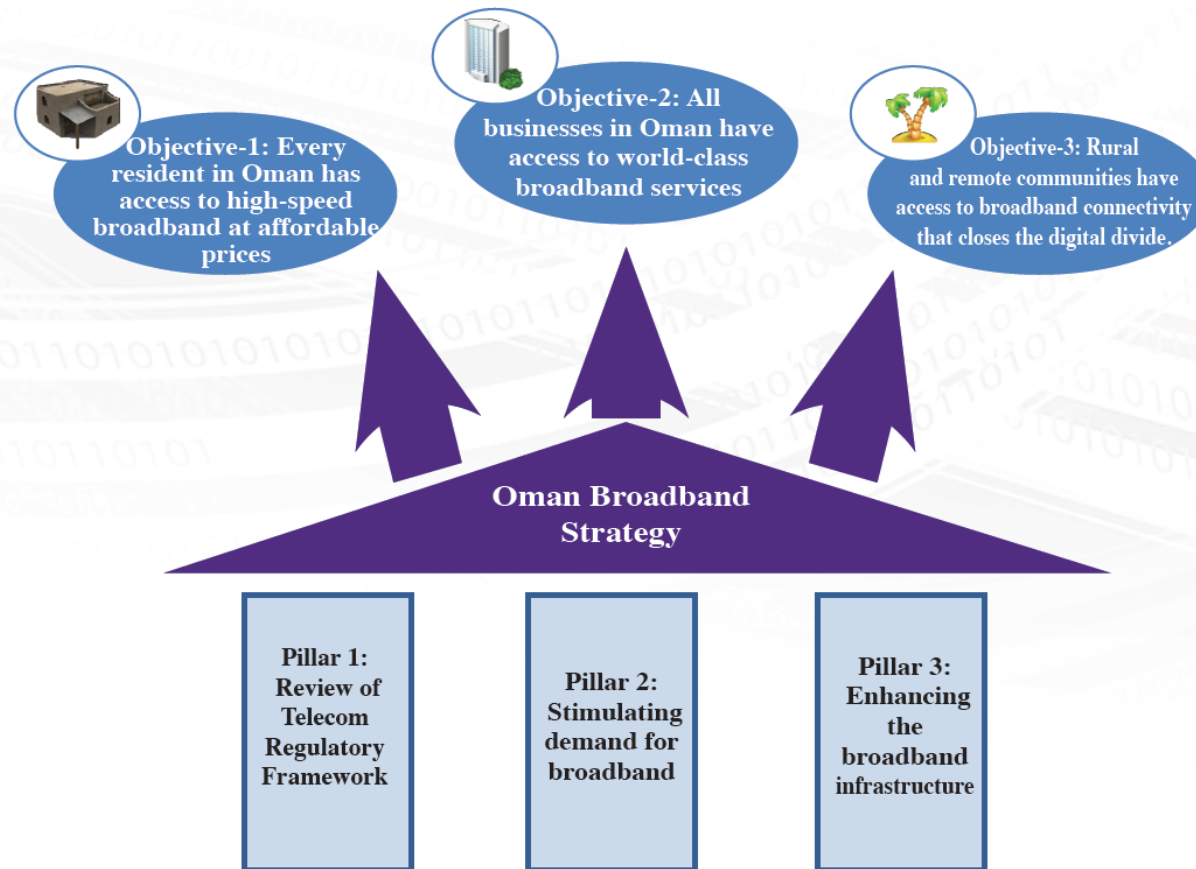 Objective-1: Every
resident in Oman has
access to high-speed
broadband at affordable
prices
Objective-2: All
businesses in Oman have
access to world-class
broadband services
Objective-3: Rural
and remote communities have
access to broadband connectivity
that closes the digital divide.
Oman Broadband
Strategy
Pillar 1:
Review of
Telecom
Regulatory
Framework
Pillar 2:
Stimulating
demand for
broadband
Pillar 3:
Enhancing
the
broadband
infrastructure